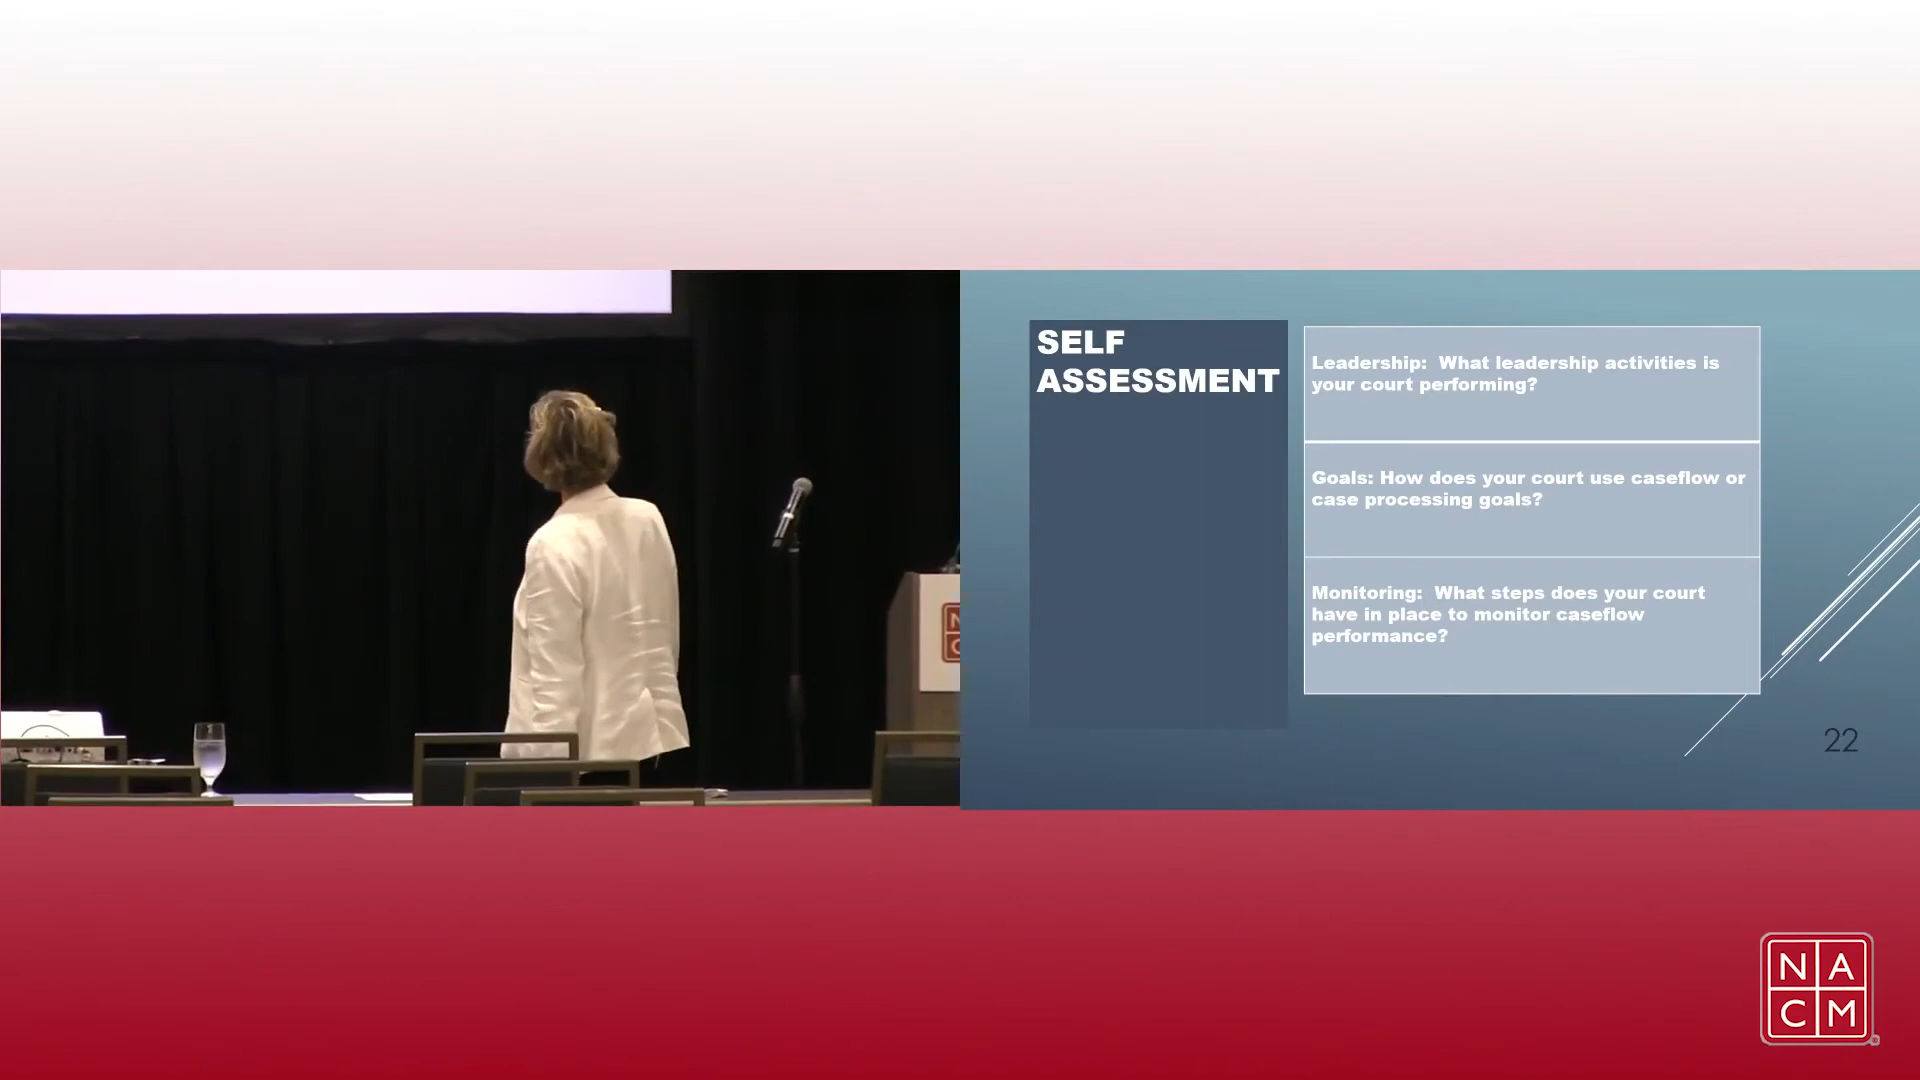 SELF
ASSESSMENT
Leadership:  What leadership activities is
your court performing?
Goals: How does your court use caseflow or
case processing goals?
Monitoring:  What steps does your court
have in place to monitor caseflow
performance?
22
N A
C M